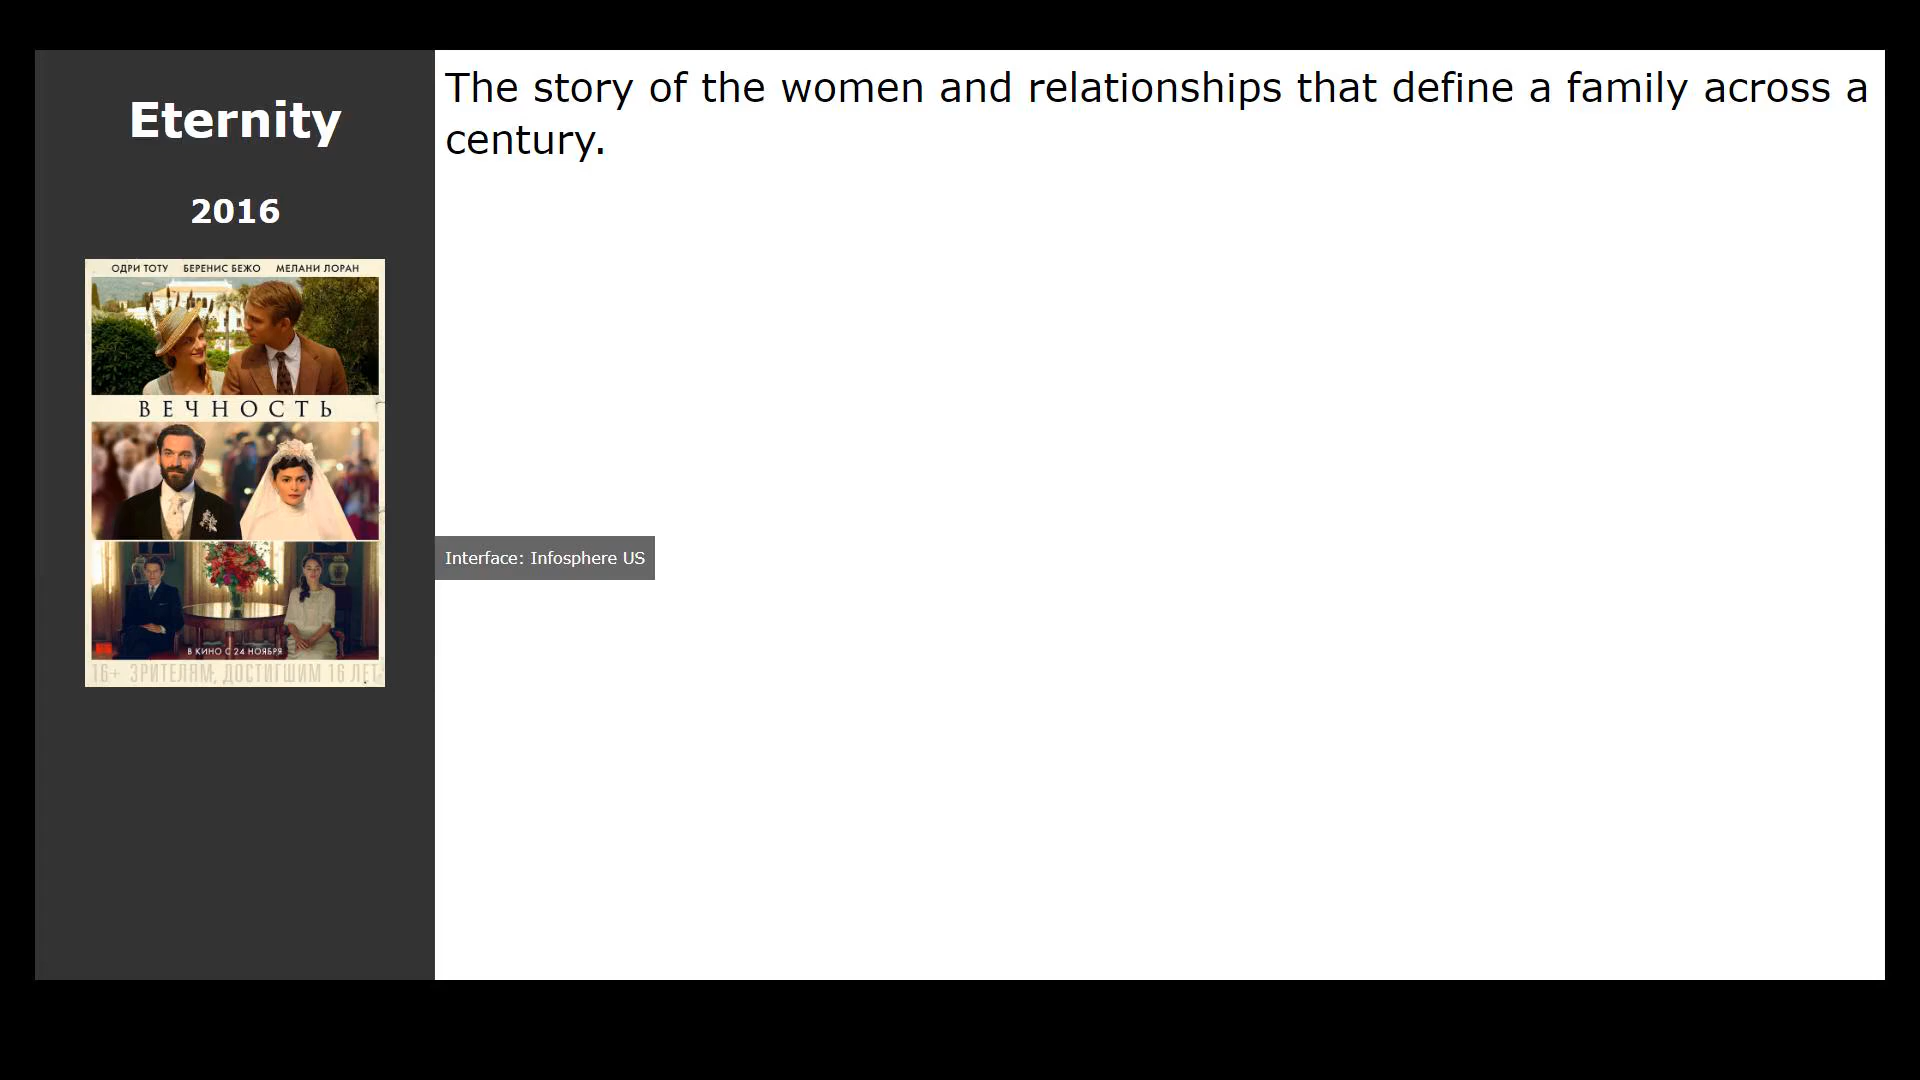 Eternity
2016
ОДРИ ТОТУ БЕРЕНИС БЕЖО МЕЛАНИ ЛОРАН
ВЕЧНОСТЬ
В КИНО С 24 НОЯБРЯ
16+ ЗРИТЕЛЯМ, ДОСТИГШИМ 16 ЛЕТ
The story of the women and relationships that define a family across a
century.
Interface: Infosphere US